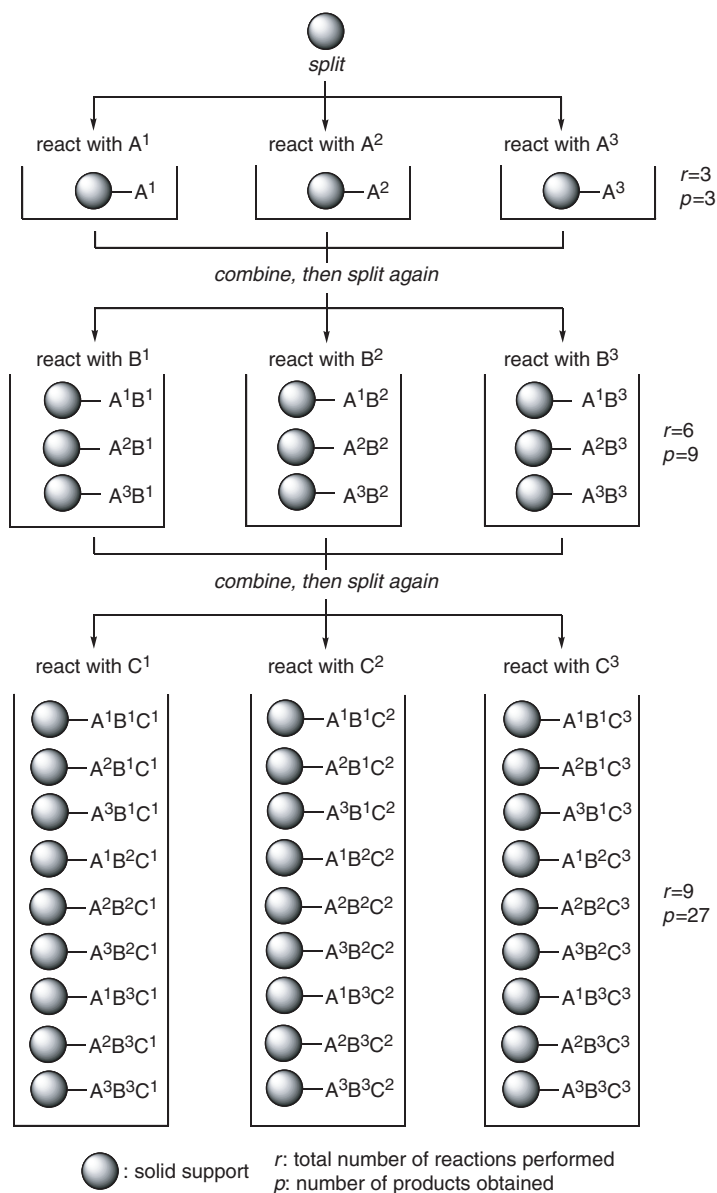 split
react with A¹ react with A² react with A³
A¹ A² A³
r=3
p=3
combine, then split again
react with B¹ react with B² react with B³
A¹B¹ A¹B² A¹B³
A²B¹ A²B² A²B³
A³B¹ A³B² A³B³
r=6
p=9
combine, then split again
react with C¹ react with C² react with C³
A¹B¹C¹ A¹B¹C² A¹B¹C³
A²B¹C¹ A²B¹C² A²B¹C³
A³B¹C¹ A³B¹C² A³B¹C³
A¹B²C¹ A¹B²C² A¹B²C³
A²B²C¹ A²B²C² A²B²C³
A³B²C¹ A³B²C² A³B²C³
A¹B³C¹ A¹B³C² A¹B³C³
A²B³C¹ A²B³C² A²B³C³
A³B³C¹ A³B³C² A³B³C³
r=9
p=27
: solid support
r: total number of reactions performed
p: number of products obtained